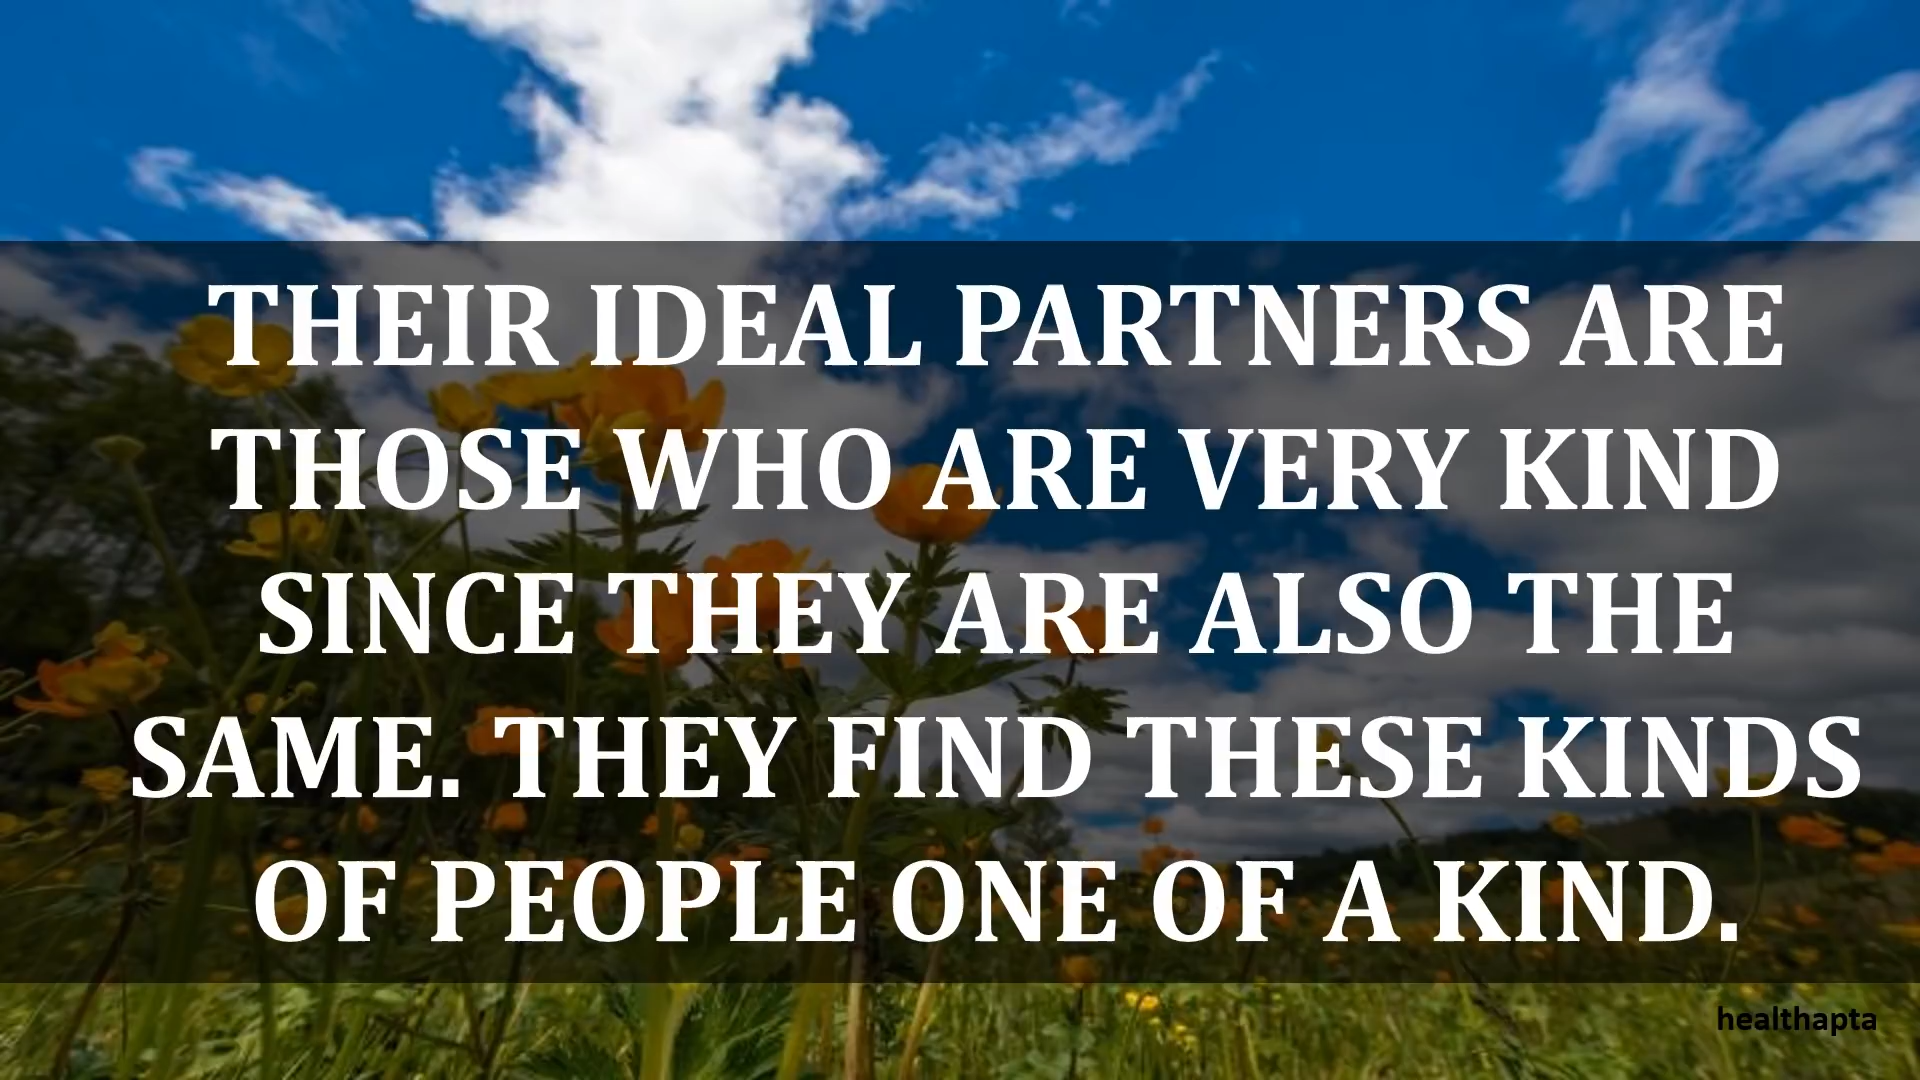 THEIR IDEAL PARTNERS ARE
THOSE WHO ARE VERY KIND
SINCE THEY ARE ALSO THE
SAME. THEY FIND THESE KINDS
OF PEOPLE ONE OF A KIND.
healthapta